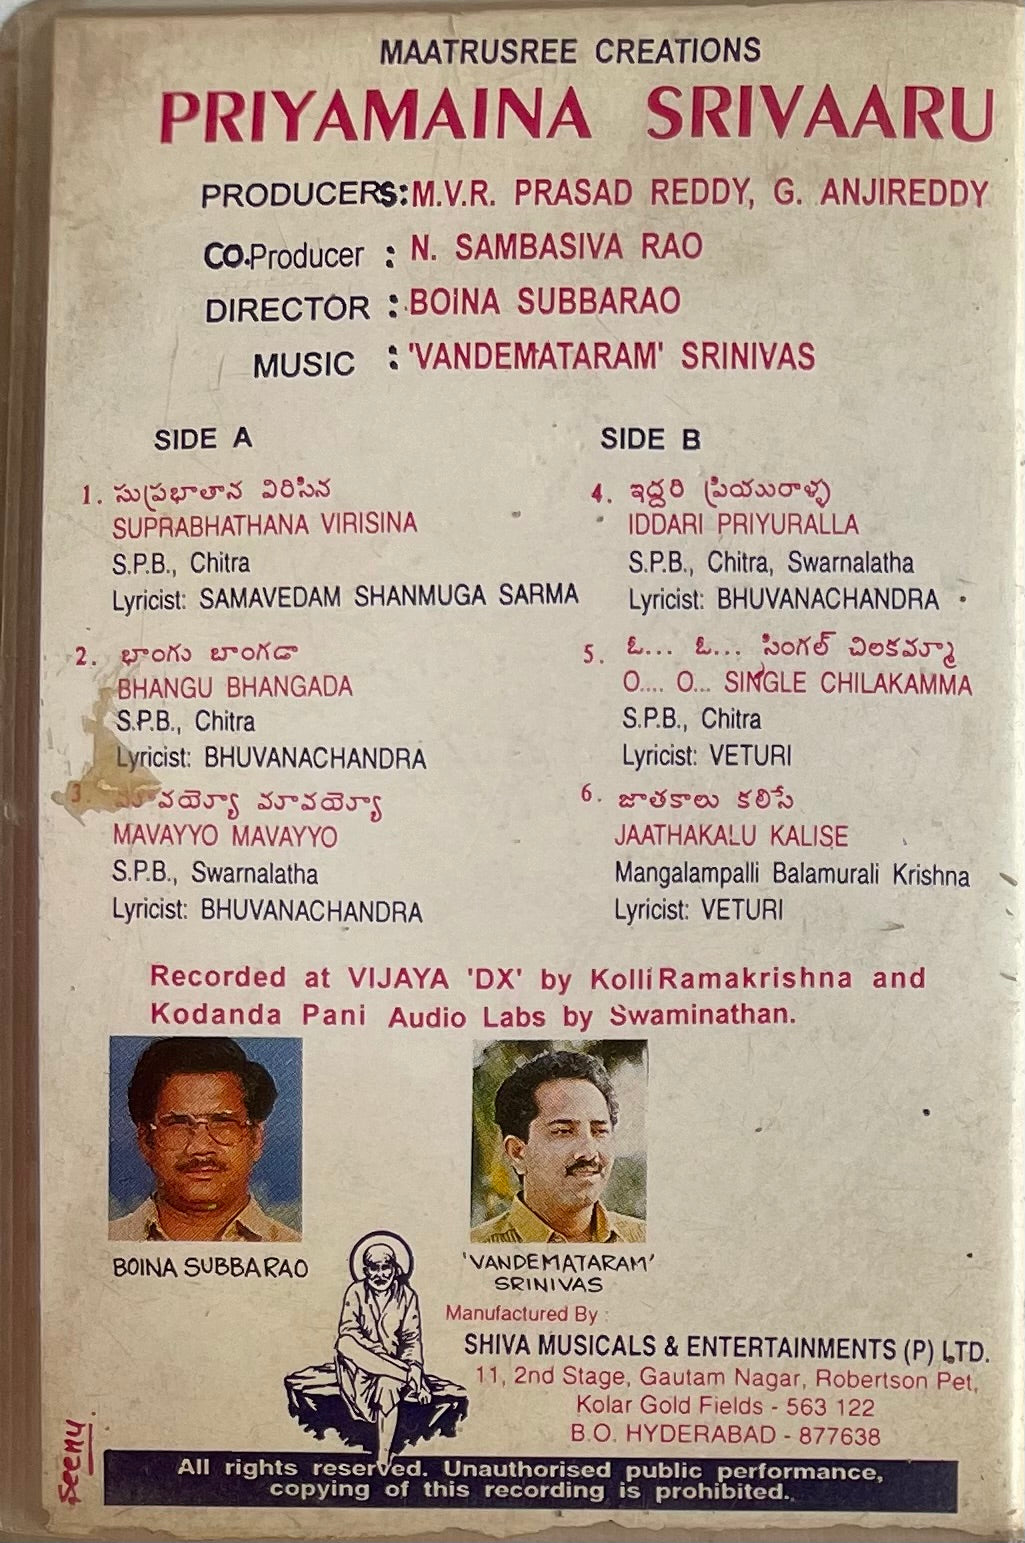 MAATRUSREE CREATIONS
PRIYAMAINA SRIVAARU
PRODUCERS: M.V.R. PRASAD REDDY, G. ANJIREDDY
CO.Producer : N. SAMBASIVA RAO
DIRECTOR : BOINA SUBBARAO
MUSIC : 'VANDEMATARAM' SRINIVAS
SIDE A
1. సుప్రభాతాన విరిసిన
SUPRABHATHANA VIRISINA
S.P.B., Chitra
Lyricist: SAMAVEDAM SHANMUGA SARMA
2. భాంగు బాంగడా
BHANGU BHANGADA
S.P.B., Chitra
Lyricist: BHUVANACHANDRA
3. మావయ్యో మావయ్యో
MAVAYYO MAVAYYO
S.P.B., Swarnalatha
Lyricist: BHUVANACHANDRA
SIDE B
4. ఇద్దరి ప్రియురాళ్ళ
IDDARI PRIYURALLA
S.P.B., Chitra, Swarnalatha
Lyricist: BHUVANACHANDRA
5. ఓ... ఓ... సింగల్ చిలకమ్మా
O.... O... SINGLE CHILAKAMMA
S.P.B., Chitra
Lyricist: VETURI
6. జాతకాలు కలిసే
JAATHAKALU KALISE
Mangalampalli Balamurali Krishna
Lyricist: VETURI
Recorded at VIJAYA 'DX' by Kolli Ramakrishna and
Kodanda Pani Audio Labs by Swaminathan.
BOINA SUBBARAO
'VANDEMATARAM'
SRINIVAS
Manufactured By :
SHIVA MUSICALS & ENTERTAINMENTS (P) LTD.
11, 2nd Stage, Gautam Nagar, Robertson Pet,
Kolar Gold Fields - 563 122
B.O. HYDERABAD - 877638
Seenu
All rights reserved. Unauthorised public performance,
copying of this recording is prohibited.